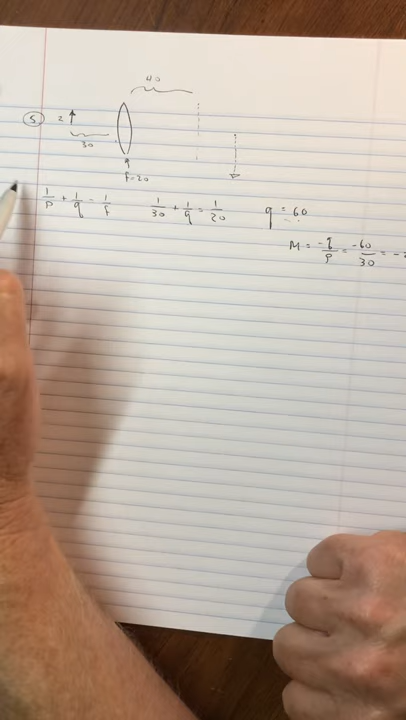 40
5 2
30
f=20
1/p + 1/q = 1/f 1/30 + 1/q = 1/20 q = 60
M = -q/p = -60/30 = -